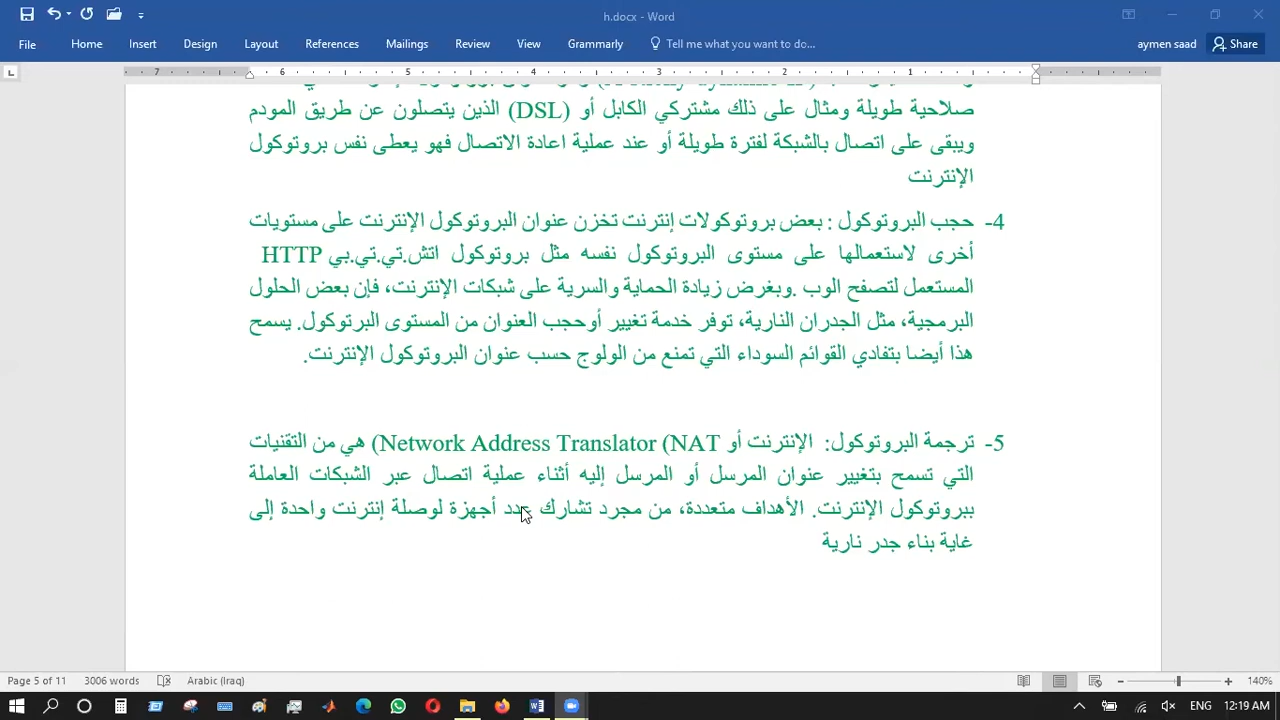 h.docx - Word
File Home Insert Design Layout References Mailings Review View Grammarly Tell me what you want to do... aymen saad Share
7 6 5 4 3 2 1
صلاحية طويلة ومثال على ذلك مشتركي الكابل أو (DSL) الذين يتصلون عن طريق المودم
ويبقى على اتصال بالشبكة لفترة طويلة أو عند عملية اعادة الاتصال فهو يعطى نفس بروتوكول
الإنترنت
4- حجب البروتوكول : بعض بروتوكولات إنترنت تخزن عنوان البروتوكول الإنترنت على مستويات
أخرى لاستعمالها على مستوى البروتوكول نفسه مثل بروتوكول اتش.تي.تي.بي HTTP
المستعمل لتصفح الوب .وبغرض زيادة الحماية والسرية على شبكات الإنترنت، فإن بعض الحلول
البرمجية، مثل الجدران النارية، توفر خدمة تغيير أوحجب العنوان من المستوى البرتوكول. يسمح
هذا أيضا بتفادي القوائم السوداء التي تمنع من الولوج حسب عنوان البروتوكول الإنترنت.
5- ترجمة البروتوكول: الإنترنت أو Network Address Translator (NAT) هي من التقنيات
التي تسمح بتغيير عنوان المرسل أو المرسل إليه أثناء عملية اتصال عبر الشبكات العاملة
ببروتوكول الإنترنت. الأهداف متعددة، من مجرد تشارك عدد أجهزة لوصلة إنترنت واحدة إلى
غاية بناء جدر نارية
Page 5 of 11 3006 words Arabic (Iraq) 140%
ENG 12:19 AM